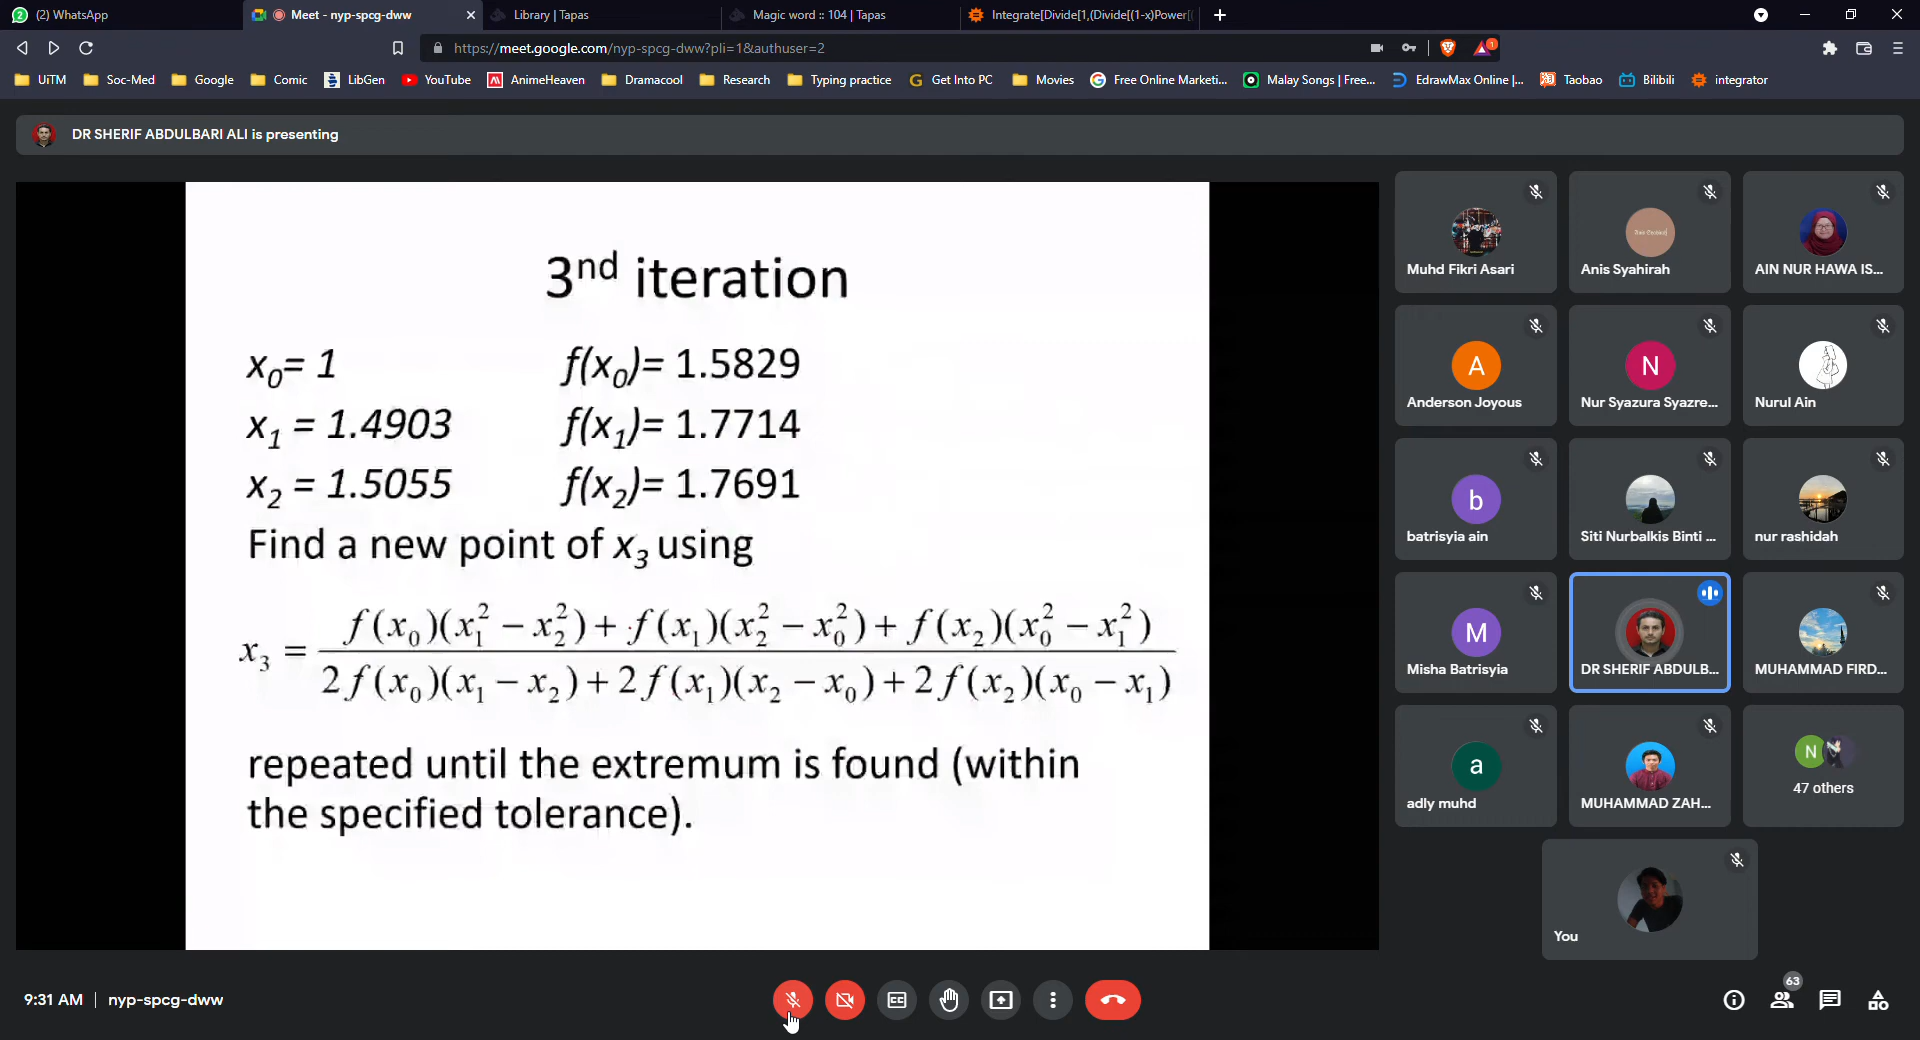 (2) WhatsApp
Meet - nyp-spcg-dww
Library | Tapas
Magic word :: 104 | Tapas
Integrate[Divide[1,(Divide[(1-x)Power[(
https://meet.google.com/nyp-spcg-dww?pli=1&authuser=2
1
UiTM
Soc-Med
Google
Comic
LibGen
YouTube
AnimeHeaven
Dramacool
Research
Typing practice
Get Into PC
Movies
Free Online Marketi...
Malay Songs | Free...
EdrawMax Online |...
Taobao
Bilibili
integrator
DR SHERIF ABDULBARI ALI is presenting
3nd iteration
x0= 1 f(x0)= 1.5829
x1 = 1.4903 f(x1)= 1.7714
x2 = 1.5055 f(x2)= 1.7691
Find a new point of x3 using
x3 = f(x0)(x1² − x2²) + f(x1)(x2² − x0²) + f(x2)(x0² − x1²)
2f(x0)(x1 − x2) + 2f(x1)(x2 − x0) + 2f(x2)(x0 − x1)
repeated until the extremum is found (within
the specified tolerance).
Muhd Fikri Asari
Anis Syahirah
AIN NUR HAWA IS...
A
Anderson Joyous
N
Nur Syazura Syazre...
Nurul Ain
b
batrisyia ain
Siti Nurbalkis Binti ...
nur rashidah
M
Misha Batrisyia
DR SHERIF ABDULB...
MUHAMMAD FIRD...
a
adly muhd
MUHAMMAD ZAH...
N
47 others
You
9:31 AM | nyp-spcg-dww
63